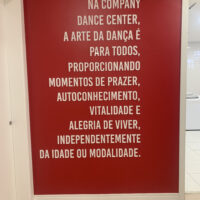 NA COMPANY
DANCE CENTER,
A ARTE DA DANÇA É
PARA TODOS,
PROPORCIONANDO
MOMENTOS DE PRAZER,
AUTOCONHECIMENTO,
VITALIDADE E
ALEGRIA DE VIVER,
INDEPENDENTEMENTE
DA IDADE OU MODALIDADE.